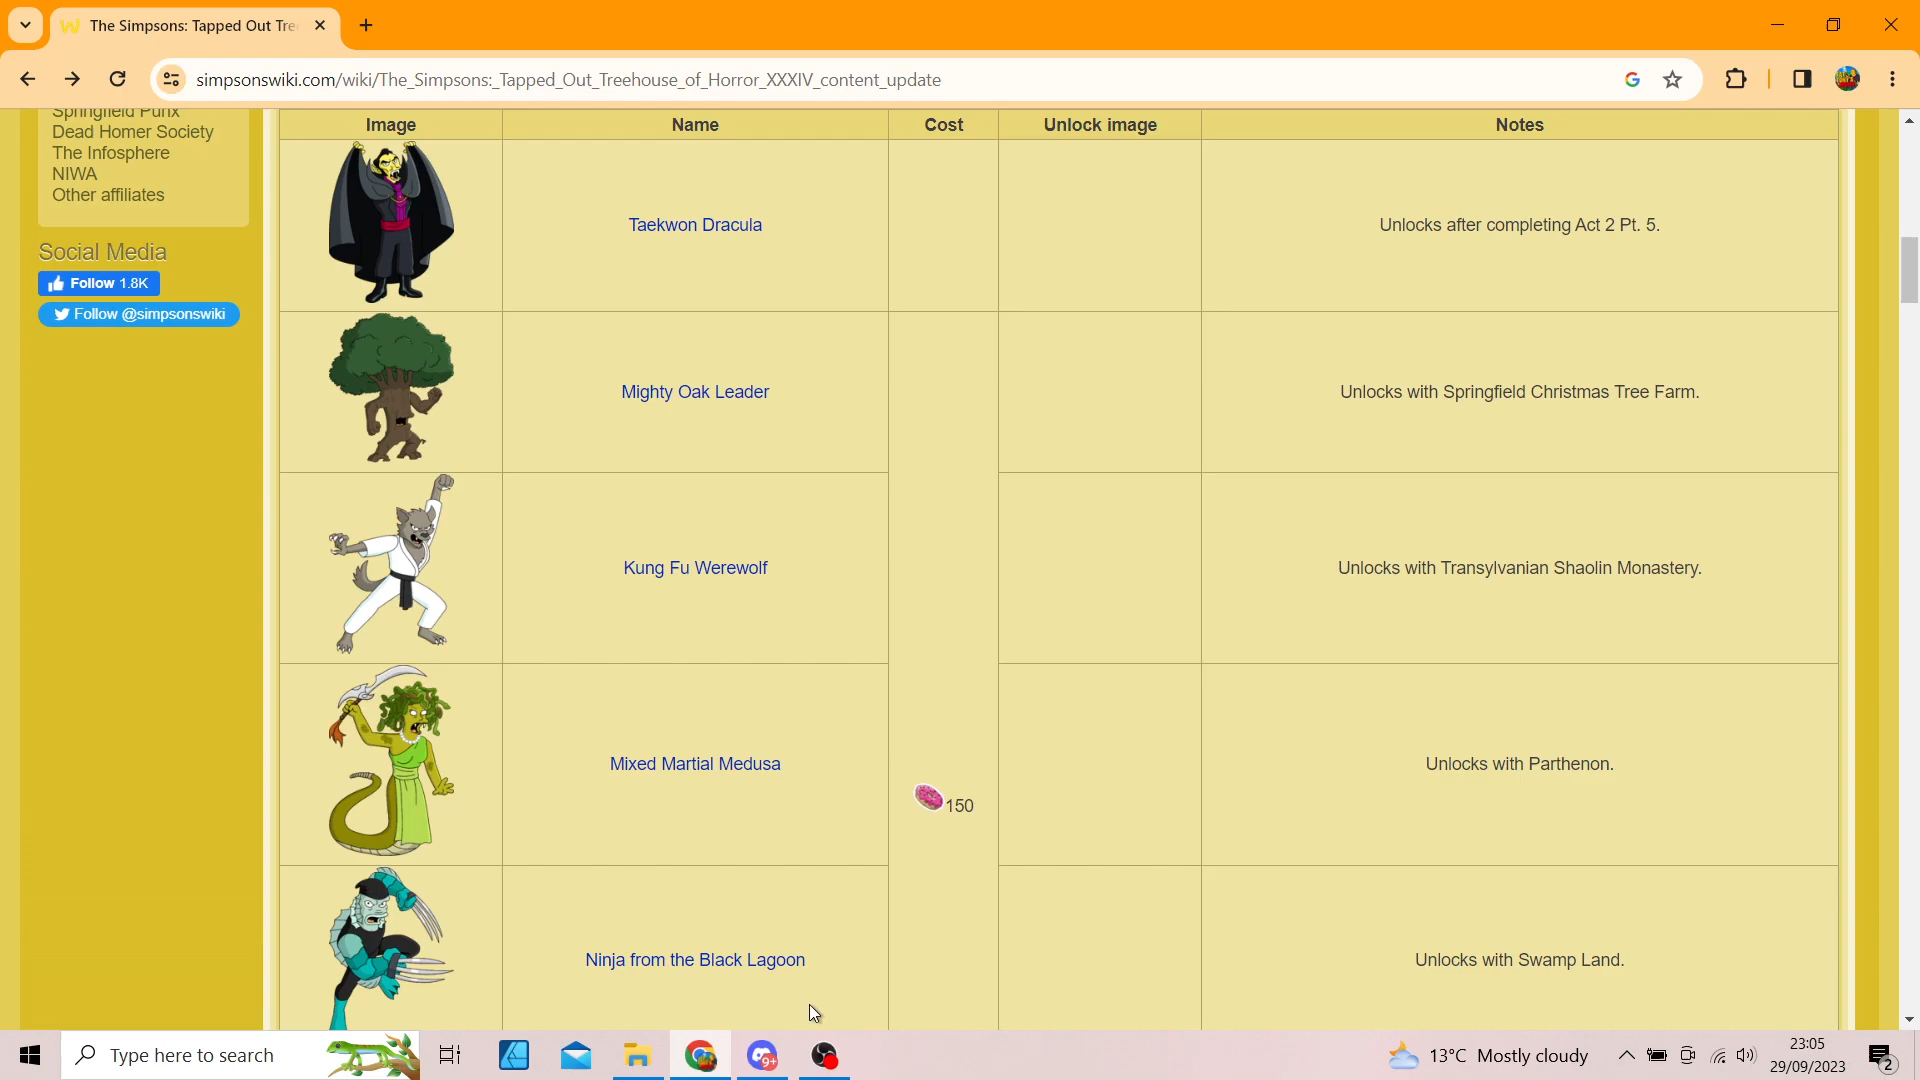 The Simpsons: Tapped Out Tre
simpsonswiki.com/wiki/The_Simpsons:_Tapped_Out_Treehouse_of_Horror_XXXIV_content_update
Springfield Punx
Dead Homer Society
The Infosphere
NIWA
Other affiliates
Social Media
Follow 1.8K
Follow @simpsonswiki
Image Name Cost Unlock image Notes
Taekwon Dracula Unlocks after completing Act 2 Pt. 5.
Mighty Oak Leader Unlocks with Springfield Christmas Tree Farm.
Kung Fu Werewolf Unlocks with Transylvanian Shaolin Monastery.
Mixed Martial Medusa Unlocks with Parthenon.
150
Ninja from the Black Lagoon Unlocks with Swamp Land.
Type here to search
9+
13°C Mostly cloudy
23:05
29/09/2023
2